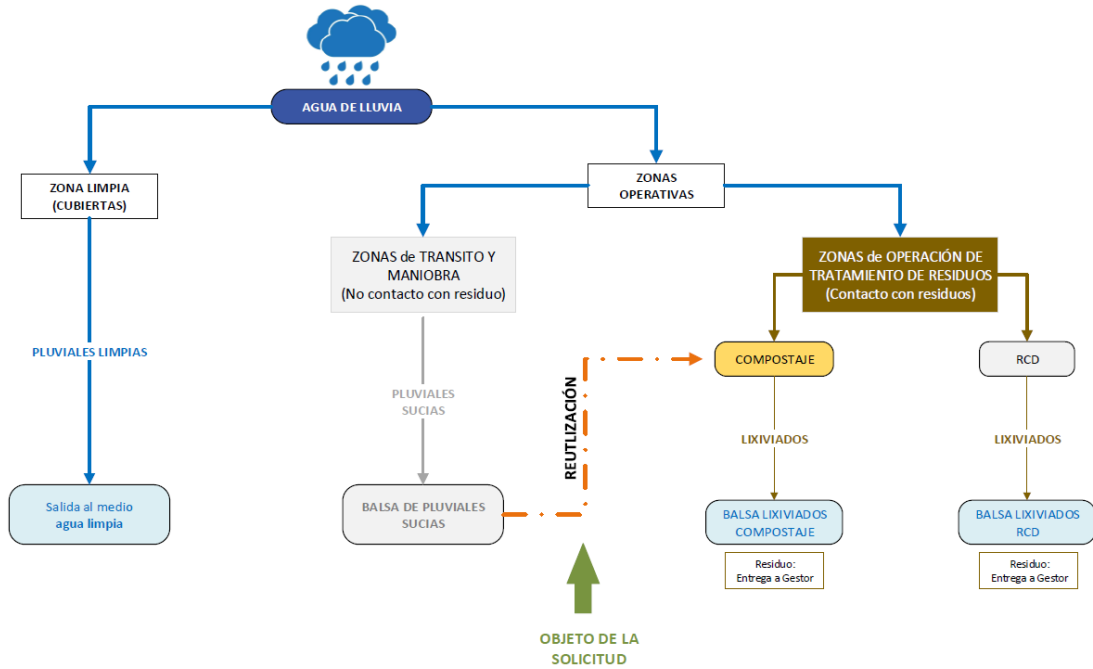 AGUA DE LLUVIA
ZONA LIMPIA
(CUBIERTAS)
ZONAS
OPERATIVAS
ZONAS de TRANSITO Y
MANIOBRA
(No contacto con residuo)
ZONAS de OPERACIÓN DE
TRATAMIENTO DE RESIDUOS
(Contacto con residuos)
PLUVIALES LIMPIAS
COMPOSTAJE
RCD
PLUVIALES
SUCIAS
REUTLIZACIÓN
LIXIVIADOS
LIXIVIADOS
Salida al medio
agua limpia
BALSA DE PLUVIALES
SUCIAS
BALSA LIXIVIADOS
COMPOSTAJE
BALSA LIXIVIADOS
RCD
Residuo:
Entrega a Gestor
Residuo:
Entrega a Gestor
OBJETO DE LA
SOLICITUD